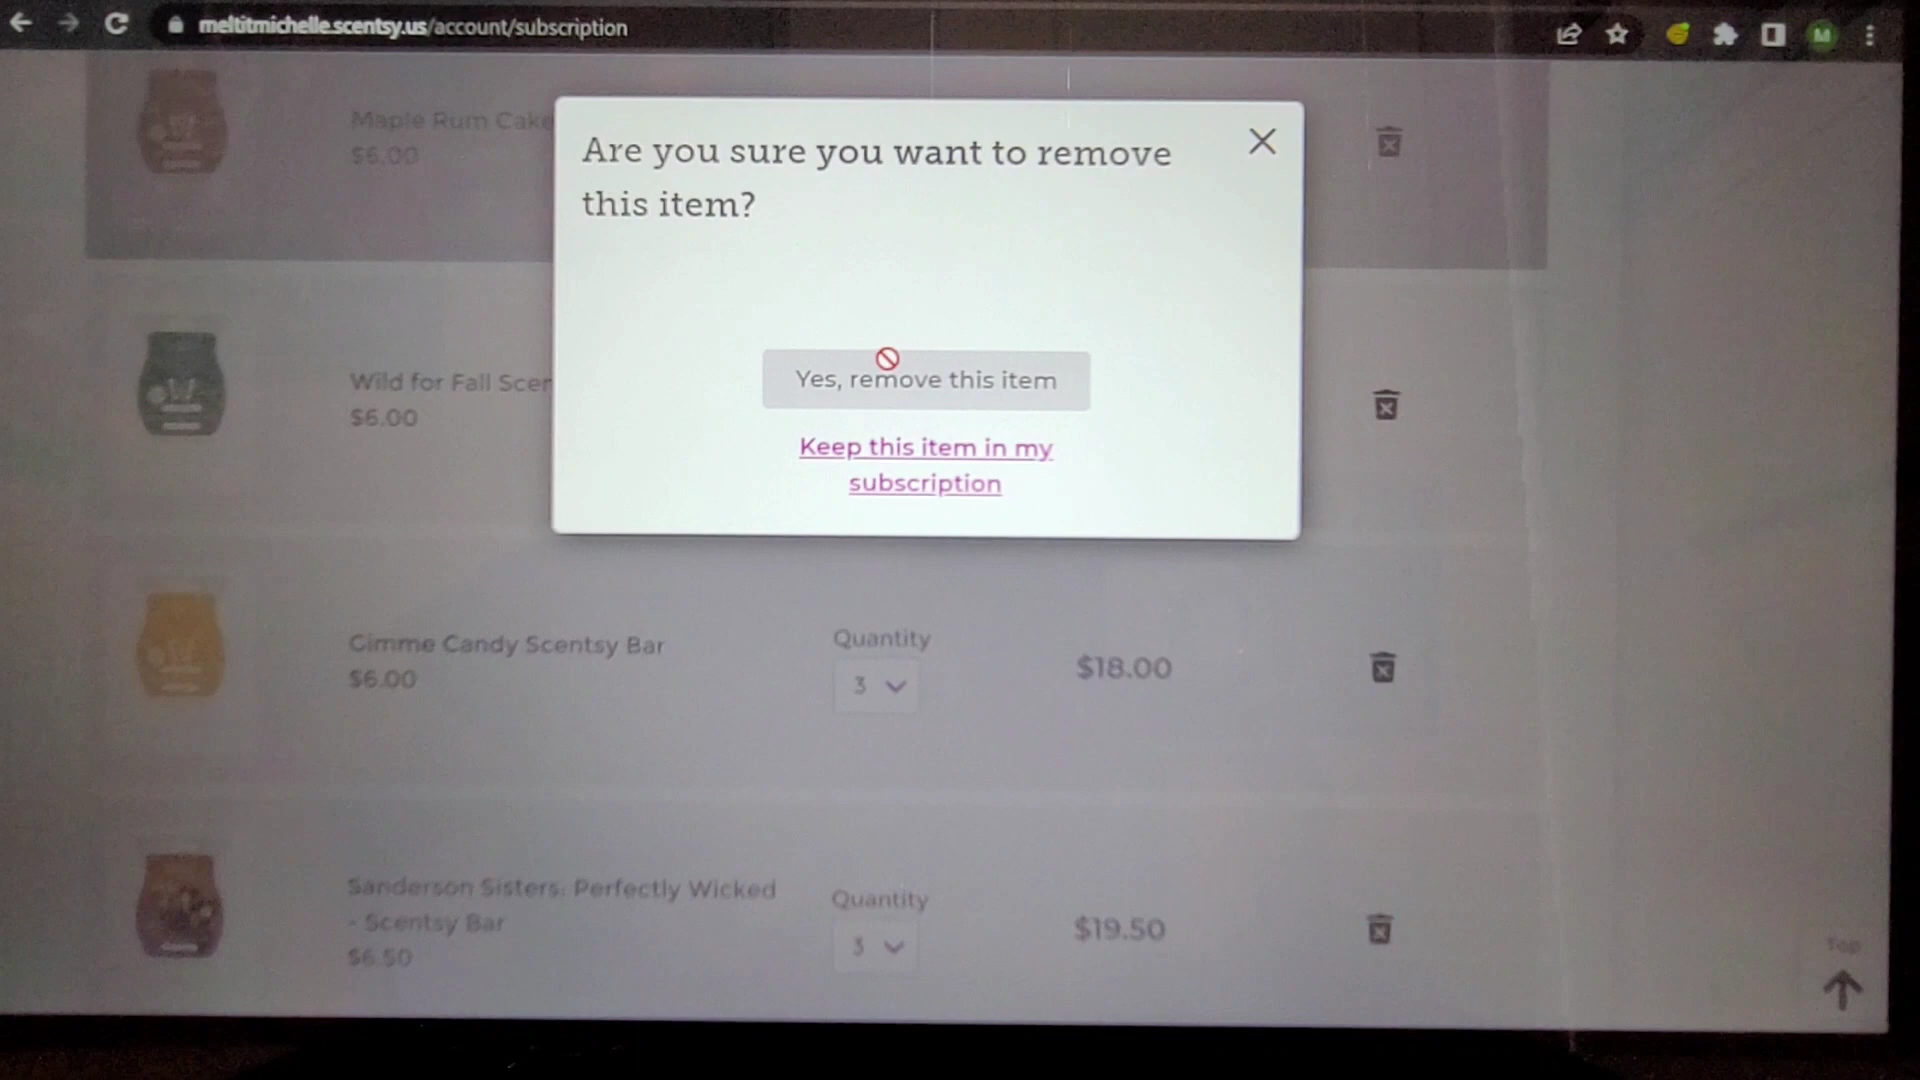 meltitmichelle.scentsy.us/account/subscription
M
Maple Rum Cake
$6.00
Are you sure you want to remove
this item?
Yes, remove this item
Keep this item in my
subscription
Wild for Fall Scen
$6.00
Gimme Candy Scentsy Bar
$6.00
Quantity
3
$18.00
Sanderson Sisters: Perfectly Wicked
- Scentsy Bar
$6.50
Quantity
3
$19.50
Top